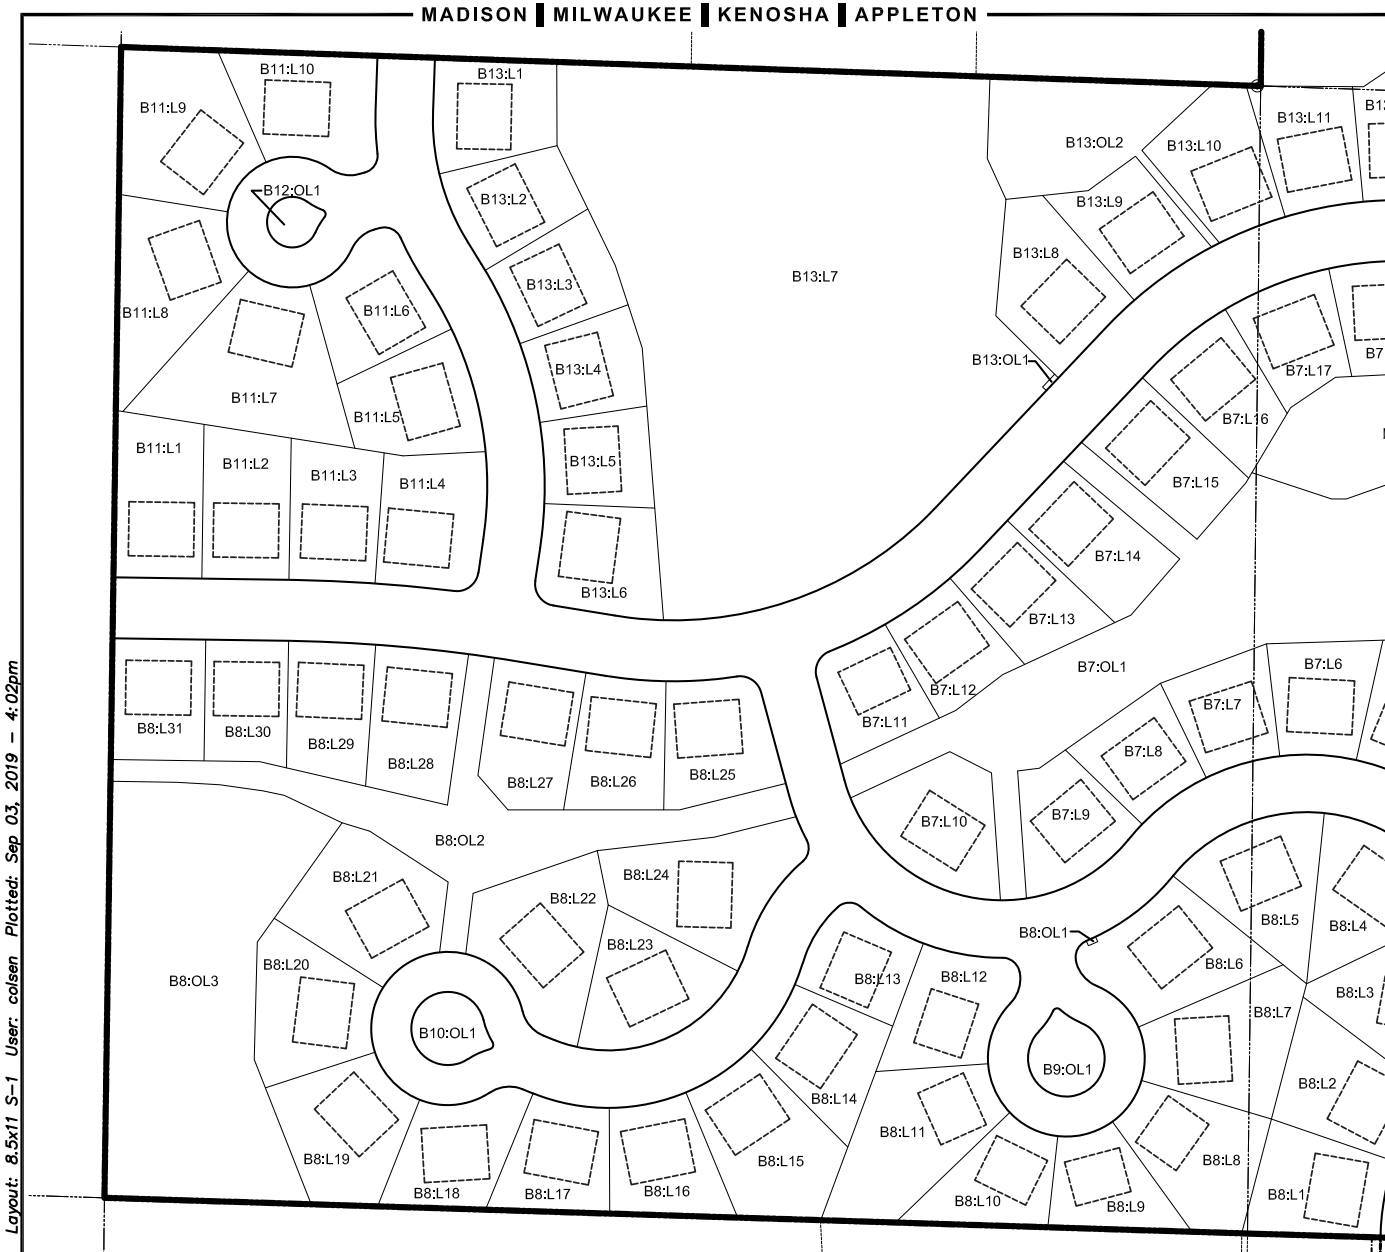 MADISON ▌ MILWAUKEE ▌ KENOSHA ▌ APPLETON
B11:L10
B13:L1
B11:L9
B13:L11
B13:OL2
B13:L10
B12:OL1
B13:L2
B13:L9
B13:L8
B13:L7
B13:L3
B11:L8
B11:L6
B13:OL1
B7:L17
B13:L4
B11:L7
B11:L5
B7:L16
B11:L1
B11:L2
B11:L3
B11:L4
B13:L5
B7:L15
B7:L14
B13:L6
B7:L13
B7:OL1
B7:L6
B7:L12
B7:L7
B7:L11
B8:L31
B8:L30
B8:L29
B8:L28
B8:L27
B8:L26
B8:L25
B7:L8
B7:L10
B7:L9
B8:OL2
B8:L21
B8:L24
B8:L22
B8:L5
B8:L4
B8:OL1
B8:L23
B8:L20
B8:L6
B8:OL3
B8:L13
B8:L12
B8:L3
B8:L7
B10:OL1
B9:OL1
B8:L2
B8:L14
B8:L11
B8:L19
B8:L15
B8:L8
B8:L18
B8:L17
B8:L16
B8:L10
B8:L9
B8:L1
Layout: 8.5x11 S-1 User: colsen Plotted: Sep 03, 2019 - 4:02pm